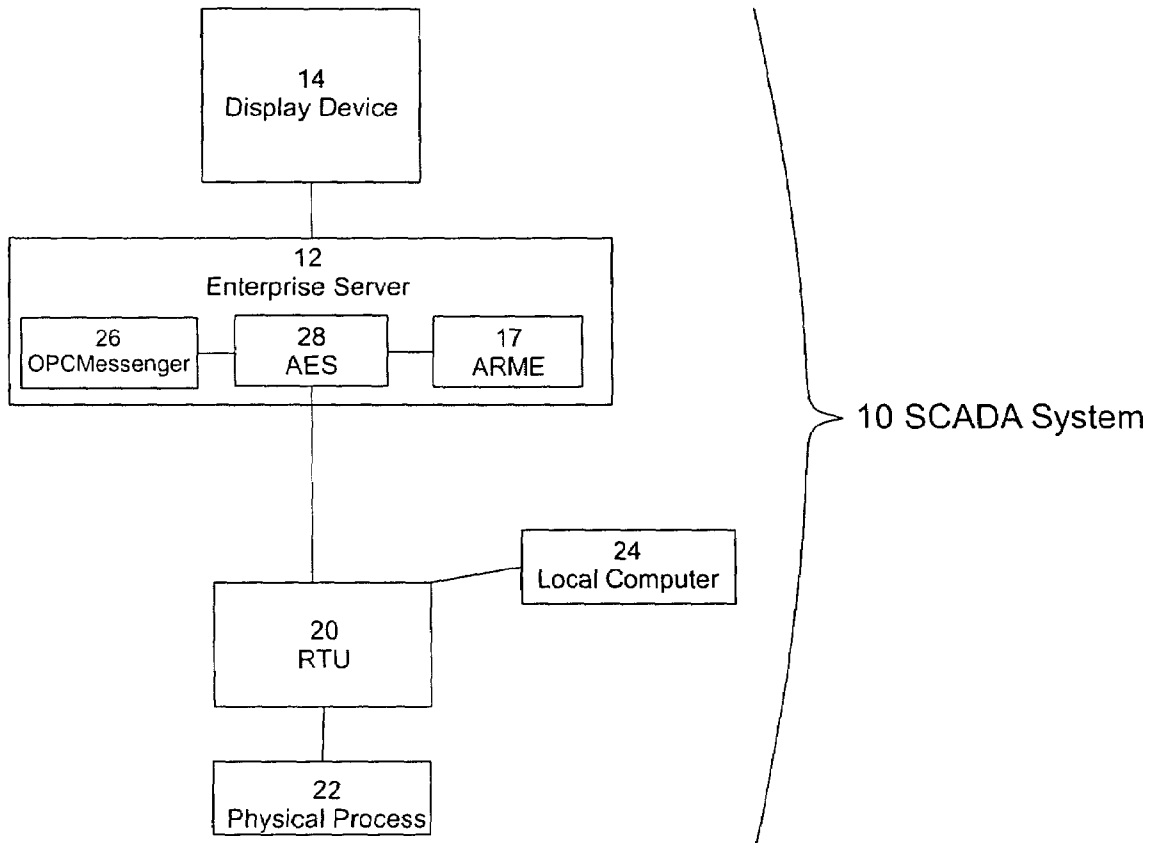 14
Display Device
12
Enterprise Server
26
OPCMessenger
28
AES
17
ARME
10 SCADA System
24
Local Computer
20
RTU
22
Physical Process